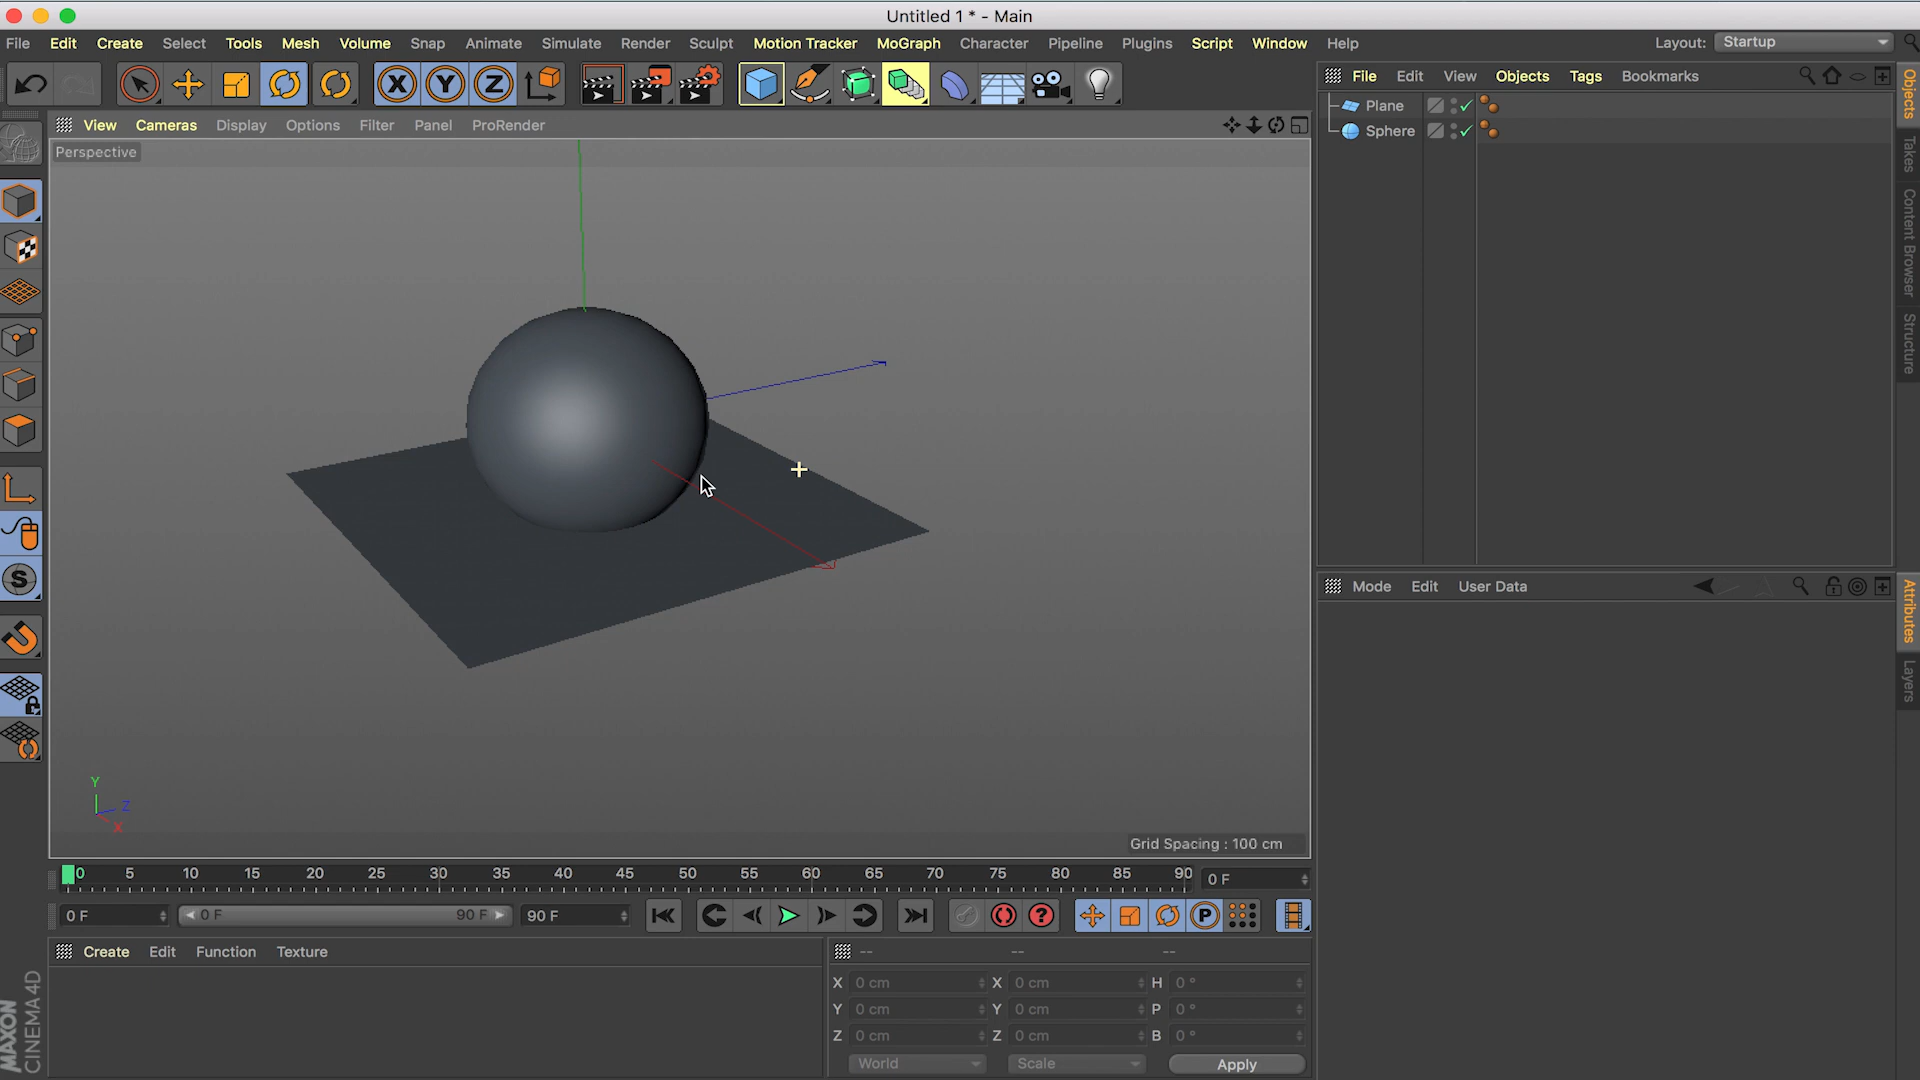 Untitled 1 * - Main
File Edit Create Select Tools Mesh Volume Snap Animate Simulate Render Sculpt Motion Tracker MoGraph Character Pipeline Plugins Script Window Help Layout: Startup
X Y Z
File Edit View Objects Tags Bookmarks
View Cameras Display Options Filter Panel ProRender
Perspective
Plane
Sphere
Objects
Takes
Content Browser
Structure
S
Y
Z
X
Grid Spacing : 100 cm
Mode Edit User Data
Attributes
Layers
0 5 10 15 20 25 30 35 40 45 50 55 60 65 70 75 80 85 90 0 F
0 F 0 F 90 F 90 F ? P
Create Edit Function Texture
-- -- --
X 0 cm X 0 cm H 0 °
Y 0 cm Y 0 cm P 0 °
Z 0 cm Z 0 cm B 0 °
World Scale Apply
MAXON
CINEMA 4D